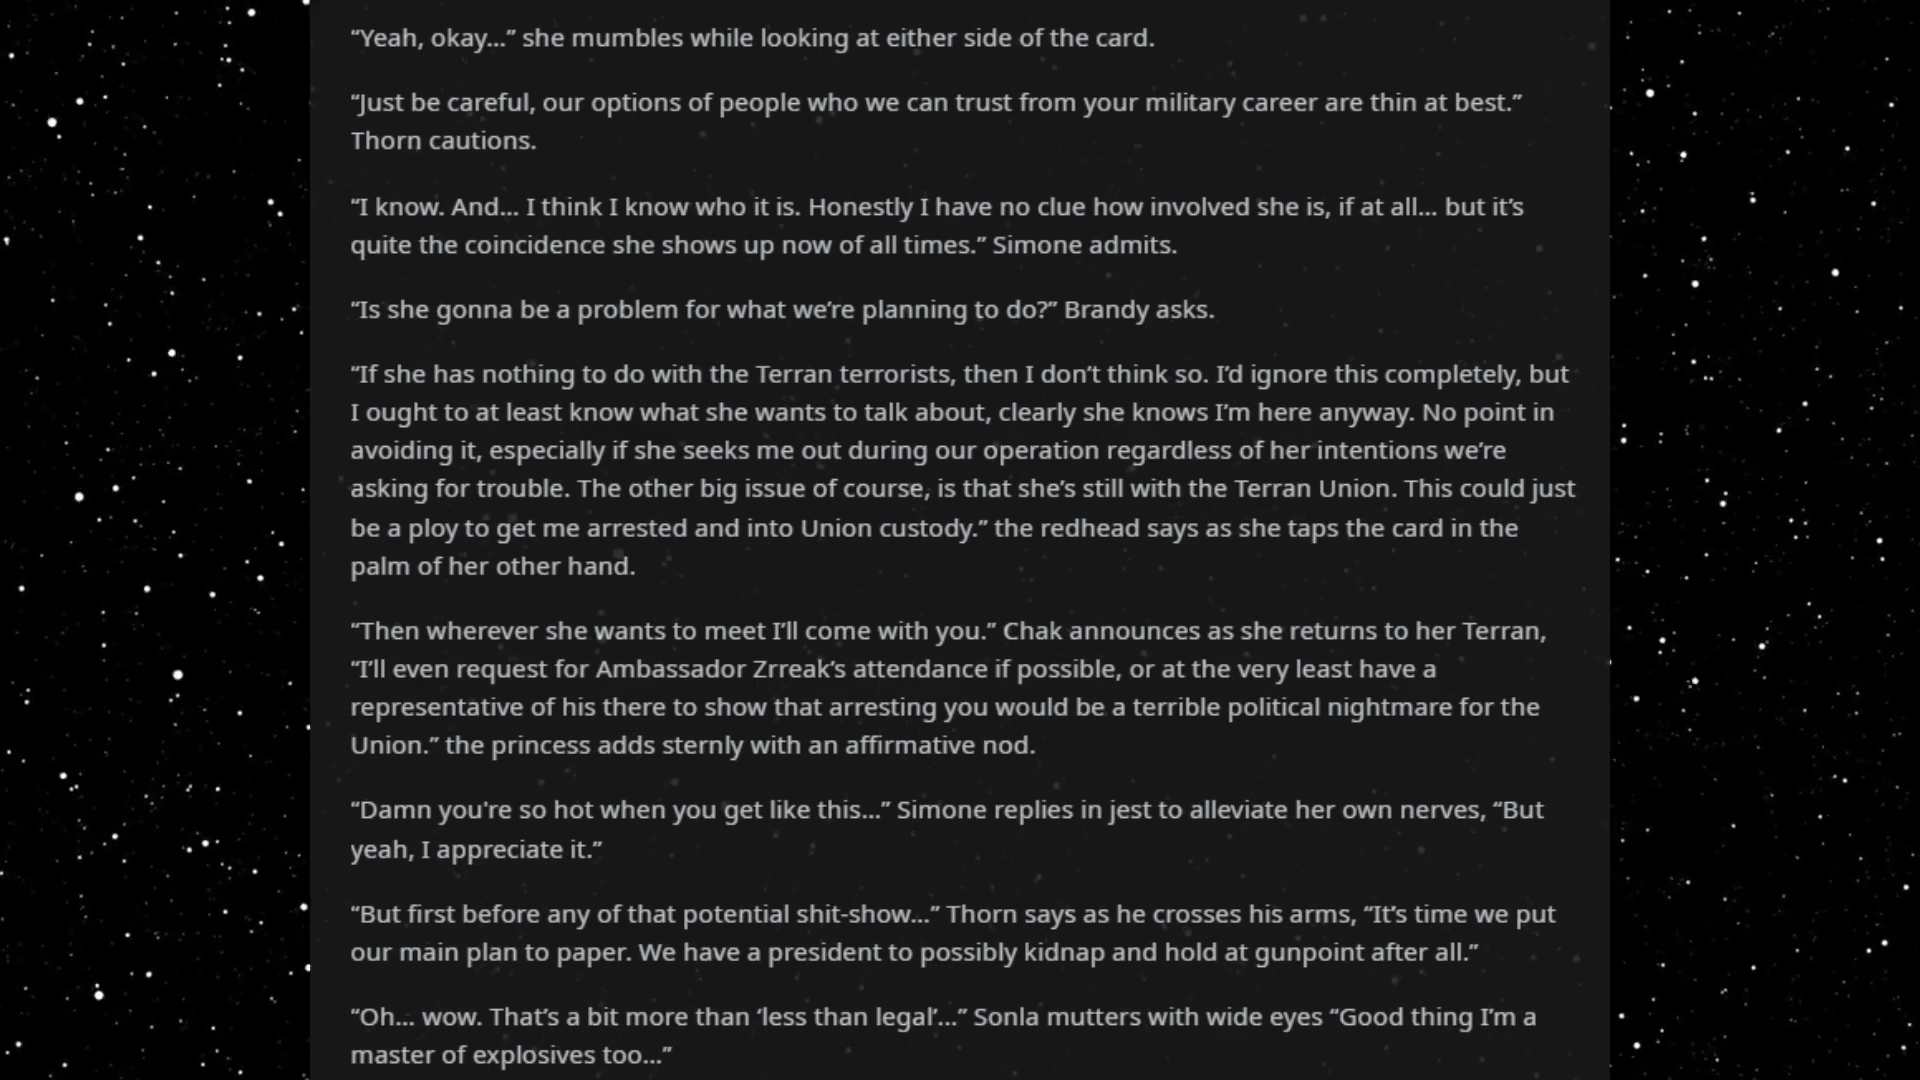 “Yeah, okay…” she mumbles while looking at either side of the card.
“Just be careful, our options of people who we can trust from your military career are thin at best.”
Thorn cautions.
“I know. And… I think I know who it is. Honestly I have no clue how involved she is, if at all… but it’s
quite the coincidence she shows up now of all times.” Simone admits.
“Is she gonna be a problem for what we’re planning to do?” Brandy asks.
“If she has nothing to do with the Terran terrorists, then I don’t think so. I’d ignore this completely, but
I ought to at least know what she wants to talk about, clearly she knows I’m here anyway. No point in
avoiding it, especially if she seeks me out during our operation regardless of her intentions we’re
asking for trouble. The other big issue of course, is that she’s still with the Terran Union. This could just
be a ploy to get me arrested and into Union custody.” the redhead says as she taps the card in the
palm of her other hand.
“Then wherever she wants to meet I’ll come with you.” Chak announces as she returns to her Terran,
“I’ll even request for Ambassador Zrreak’s attendance if possible, or at the very least have a
representative of his there to show that arresting you would be a terrible political nightmare for the
Union.” the princess adds sternly with an affirmative nod.
“Damn you're so hot when you get like this…” Simone replies in jest to alleviate her own nerves, “But
yeah, I appreciate it.”
“But first before any of that potential shit-show…” Thorn says as he crosses his arms, “It’s time we put
our main plan to paper. We have a president to possibly kidnap and hold at gunpoint after all.”
“Oh… wow. That’s a bit more than ‘less than legal’…” Sonla mutters with wide eyes “Good thing I’m a
master of explosives too…”